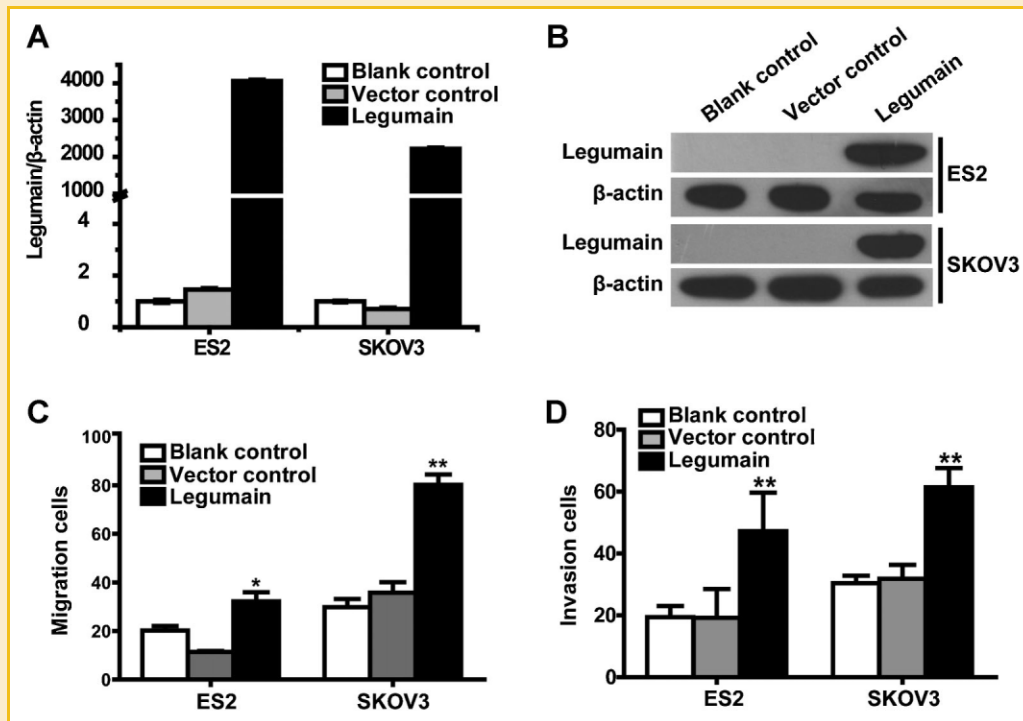 A
Legumain/β-actin
4000
3000
2000
1000
4
2
0
Blank control
Vector control
Legumain
ES2
SKOV3
B
Blank control
Vector control
Legumain
Legumain
β-actin
ES2
Legumain
β-actin
SKOV3
C
Migration cells
100
80
60
40
20
0
Blank control
Vector control
Legumain
*
**
ES2
SKOV3
D
Invasion cells
80
60
40
20
0
Blank control
Vector control
Legumain
**
**
ES2
SKOV3